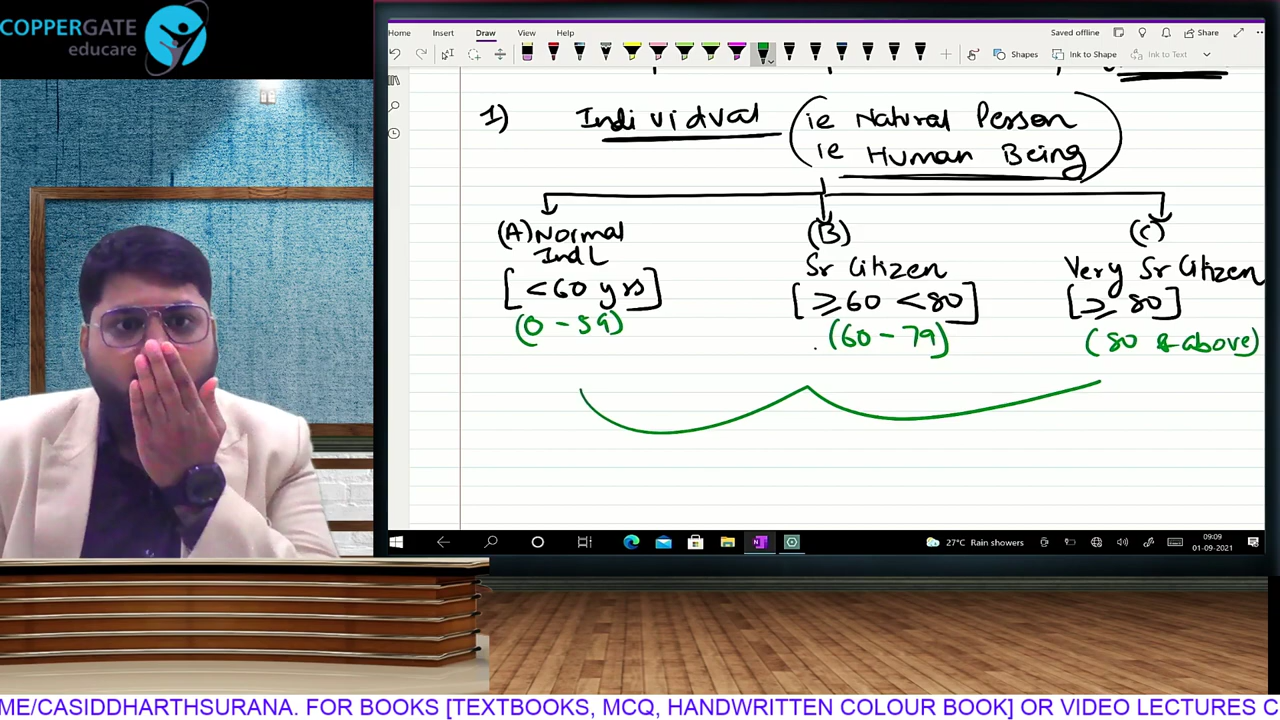 COPPERGATE
educare
Home Insert Draw View Help
Saved offline
Share
Shapes
Ink to Shape
Ink to Text
1) Individual (ie Natural Person
ie Human Being)
(A) Normal
Indl
[<60 yrs]
(0 - 59)
(B)
Sr Citizen
[≥60 <80]
(60 - 79)
(C)
Very Sr Citizen
[≥ 80]
(80 & above)
27°C Rain showers
09:09
01-09-2021
ME/CASIDDHARTHSURANA. FOR BOOKS [TEXTBOOKS, MCQ, HANDWRITTEN COLOUR BOOK] OR VIDEO LECTURES C